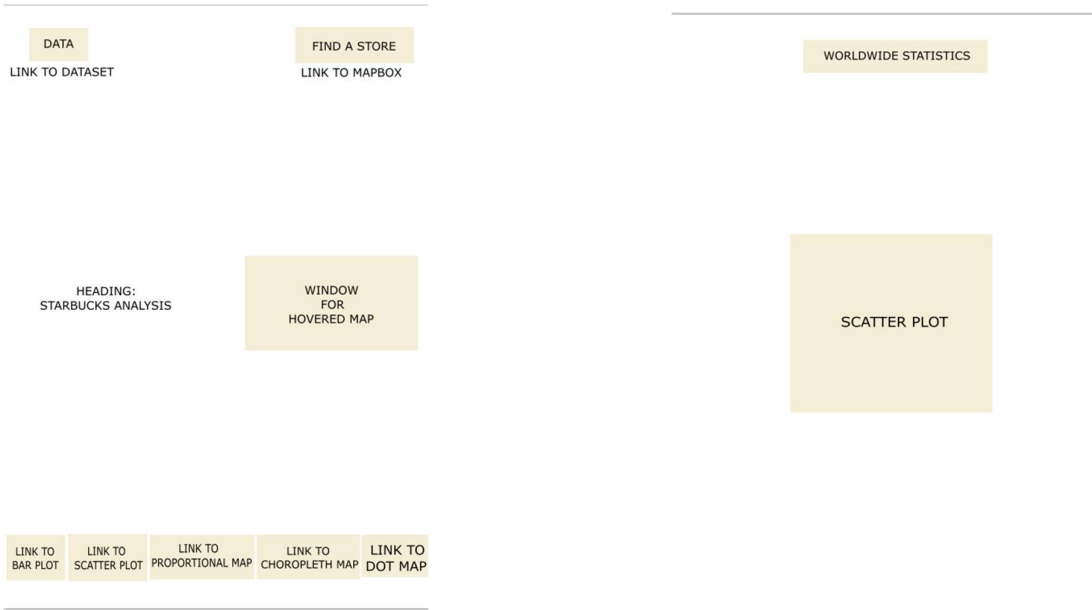 DATA
LINK TO DATASET
FIND A STORE
LINK TO MAPBOX
HEADING:
STARBUCKS ANALYSIS
WINDOW
FOR
HOVERED MAP
LINK TO
BAR PLOT
LINK TO
SCATTER PLOT
LINK TO
PROPORTIONAL MAP
LINK TO
CHOROPLETH MAP
LINK TO
DOT MAP
WORLDWIDE STATISTICS
SCATTER PLOT